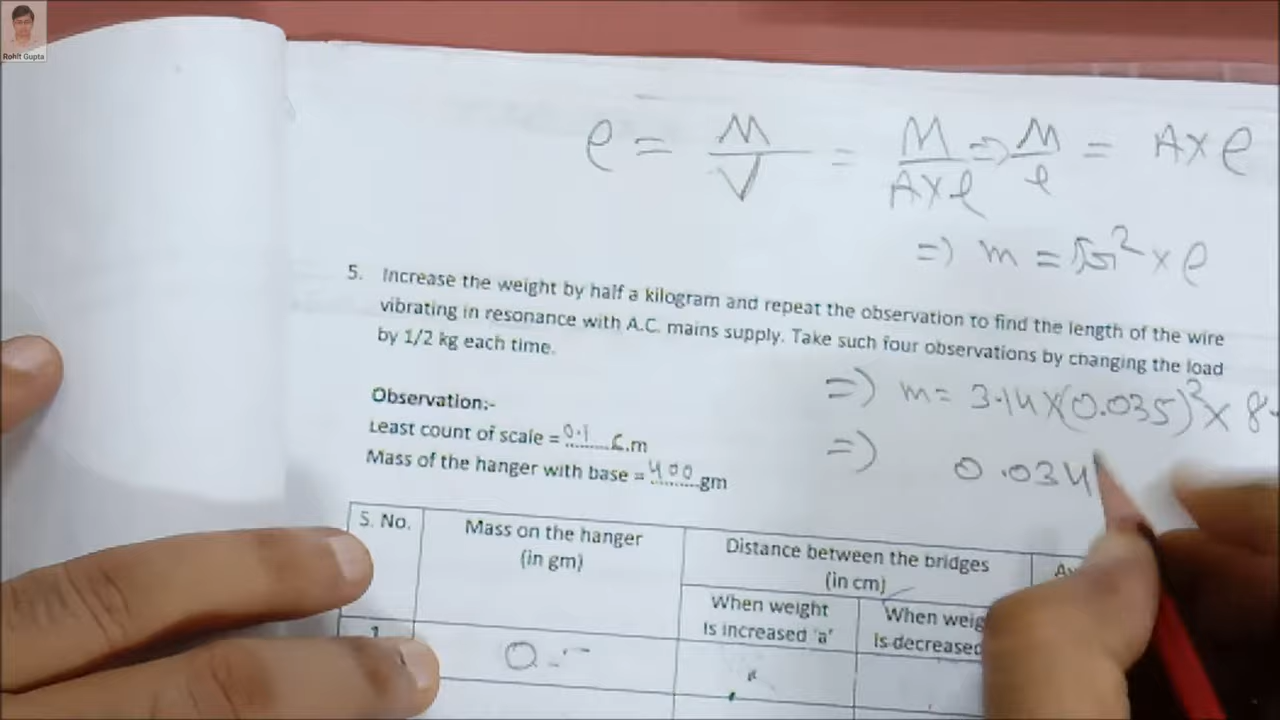 Rohit Gupta
ρ = M/V = M/A×l => M/l = A×ρ
=> m = πr² × ρ
5. Increase the weight by half a kilogram and repeat the observation to find the length of the wire
vibrating in resonance with A.C. mains supply. Take such four observations by changing the load
by 1/2 kg each time.
=> m = 3.14×(0.035)² × 8
Observation:-
Least count of scale = 0.1 c.m
=> 0.034
Mass of the hanger with base = 400 gm
S. No.
Mass on the hanger
(in gm)
Distance between the bridges
(in cm)
When weight
Is increased 'a'
When
Is decreased
1
0.5